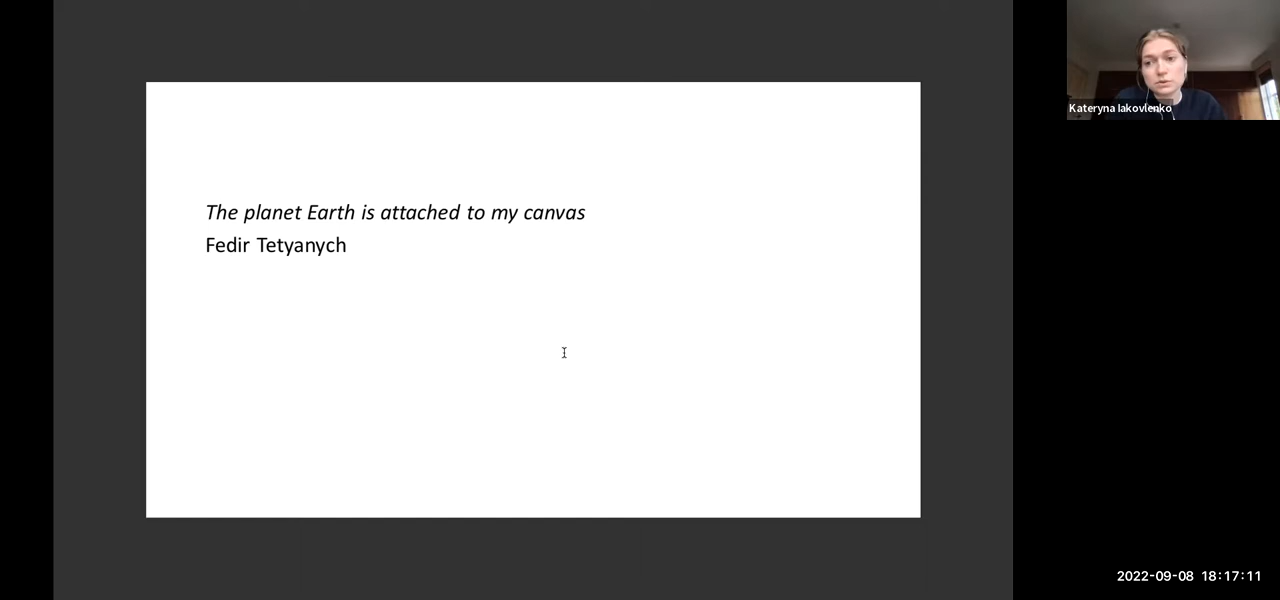 The planet Earth is attached to my canvas
Fedir Tetyanych
Kateryna Iakovlenko
2022-09-08 18:17:11